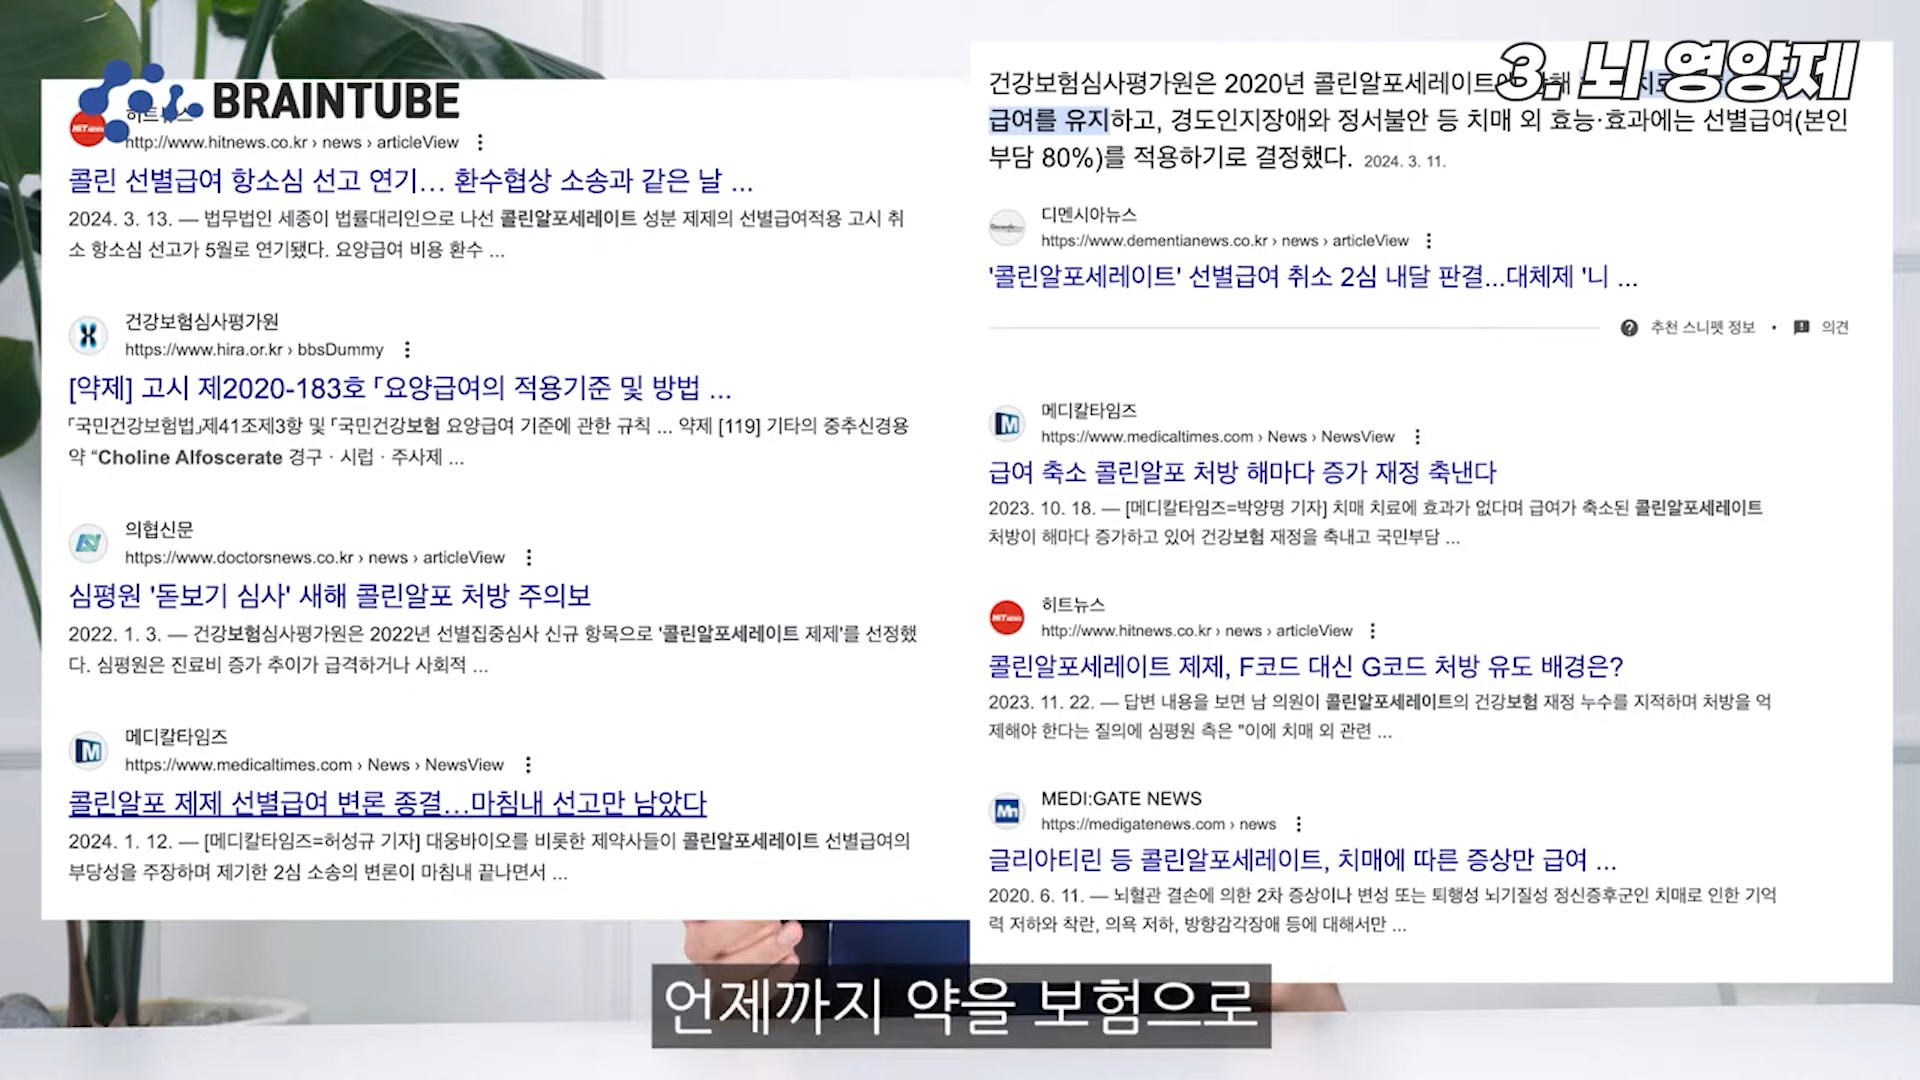 BRAINTUBE
히트뉴스
http://www.hitnews.co.kr › news › articleView
콜린 선별급여 항소심 선고 연기... 환수협상 소송과 같은 날 ...
2024. 3. 13. — 법무법인 세종이 법률대리인으로 나선 콜린알포세레이트 성분 제제의 선별급여적용 고시 취
소 항소심 선고가 5월로 연기됐다. 요양급여 비용 환수 ...
건강보험심사평가원
https://www.hira.or.kr › bbsDummy
[약제] 고시 제2020-183호 「요양급여의 적용기준 및 방법 ...
「국민건강보험법」제41조제3항 및 「국민건강보험 요양급여 기준에 관한 규칙 ... 약제 [119] 기타의 중추신경용
약 “Choline Alfoscerate 경구 · 시럽 · 주사제 ...
의협신문
https://www.doctorsnews.co.kr › news › articleView
심평원 '돋보기 심사' 새해 콜린알포 처방 주의보
2022. 1. 3. — 건강보험심사평가원은 2022년 선별집중심사 신규 항목으로 '콜린알포세레이트 제제'를 선정했
다. 심평원은 진료비 증가 추이가 급격하거나 사회적 ...
메디칼타임즈
https://www.medicaltimes.com › News › NewsView
콜린알포 제제 선별급여 변론 종결...마침내 선고만 남았다
2024. 1. 12. — [메디칼타임즈=허성규 기자] 대웅바이오를 비롯한 제약사들이 콜린알포세레이트 선별급여의
부당성을 주장하며 제기한 2심 소송의 변론이 마침내 끝나면서 ...
3. 뇌 영양제
건강보험심사평가원은 2020년 콜린알포세레이트에
급여를 유지하고, 경도인지장애와 정서불안 등 치매 외 효능·효과에는 선별급여(본인
부담 80%)를 적용하기로 결정했다. 2024. 3. 11.
디멘시아뉴스
https://www.dementianews.co.kr › news › articleView
'콜린알포세레이트' 선별급여 취소 2심 내달 판결...대체제 '니 ...
추천 스니펫 정보 • 의견
메디칼타임즈
https://www.medicaltimes.com › News › NewsView
급여 축소 콜린알포 처방 해마다 증가 재정 축낸다
2023. 10. 18. — [메디칼타임즈=박양명 기자] 치매 치료에 효과가 없다며 급여가 축소된 콜린알포세레이트
처방이 해마다 증가하고 있어 건강보험 재정을 축내고 국민부담 ...
히트뉴스
http://www.hitnews.co.kr › news › articleView
콜린알포세레이트 제제, F코드 대신 G코드 처방 유도 배경은?
2023. 11. 22. — 답변 내용을 보면 남 의원이 콜린알포세레이트의 건강보험 재정 누수를 지적하며 처방을 억
제해야 한다는 질의에 심평원 측은 "이에 치매 외 관련 ...
MEDI:GATE NEWS
https://medigatenews.com › news
글리아티린 등 콜린알포세레이트, 치매에 따른 증상만 급여 ...
2020. 6. 11. — 뇌혈관 결손에 의한 2차 증상이나 변성 또는 퇴행성 뇌기질성 정신증후군인 치매로 인한 기억
력 저하와 착란, 의욕 저하, 방향감각장애 등에 대해서만 ...
언제까지 약을 보험으로